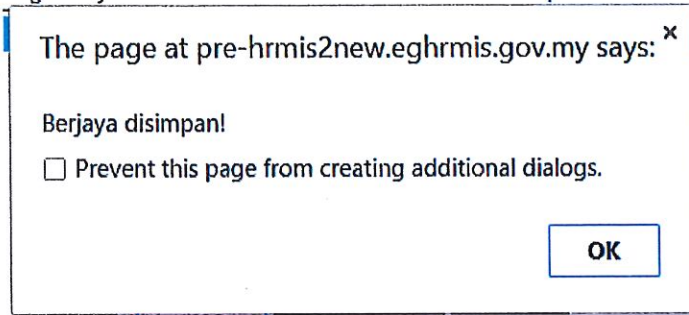 The page at pre-hrmis2new.eghrmis.gov.my says: ×
Berjaya disimpan!
Prevent this page from creating additional dialogs.
OK